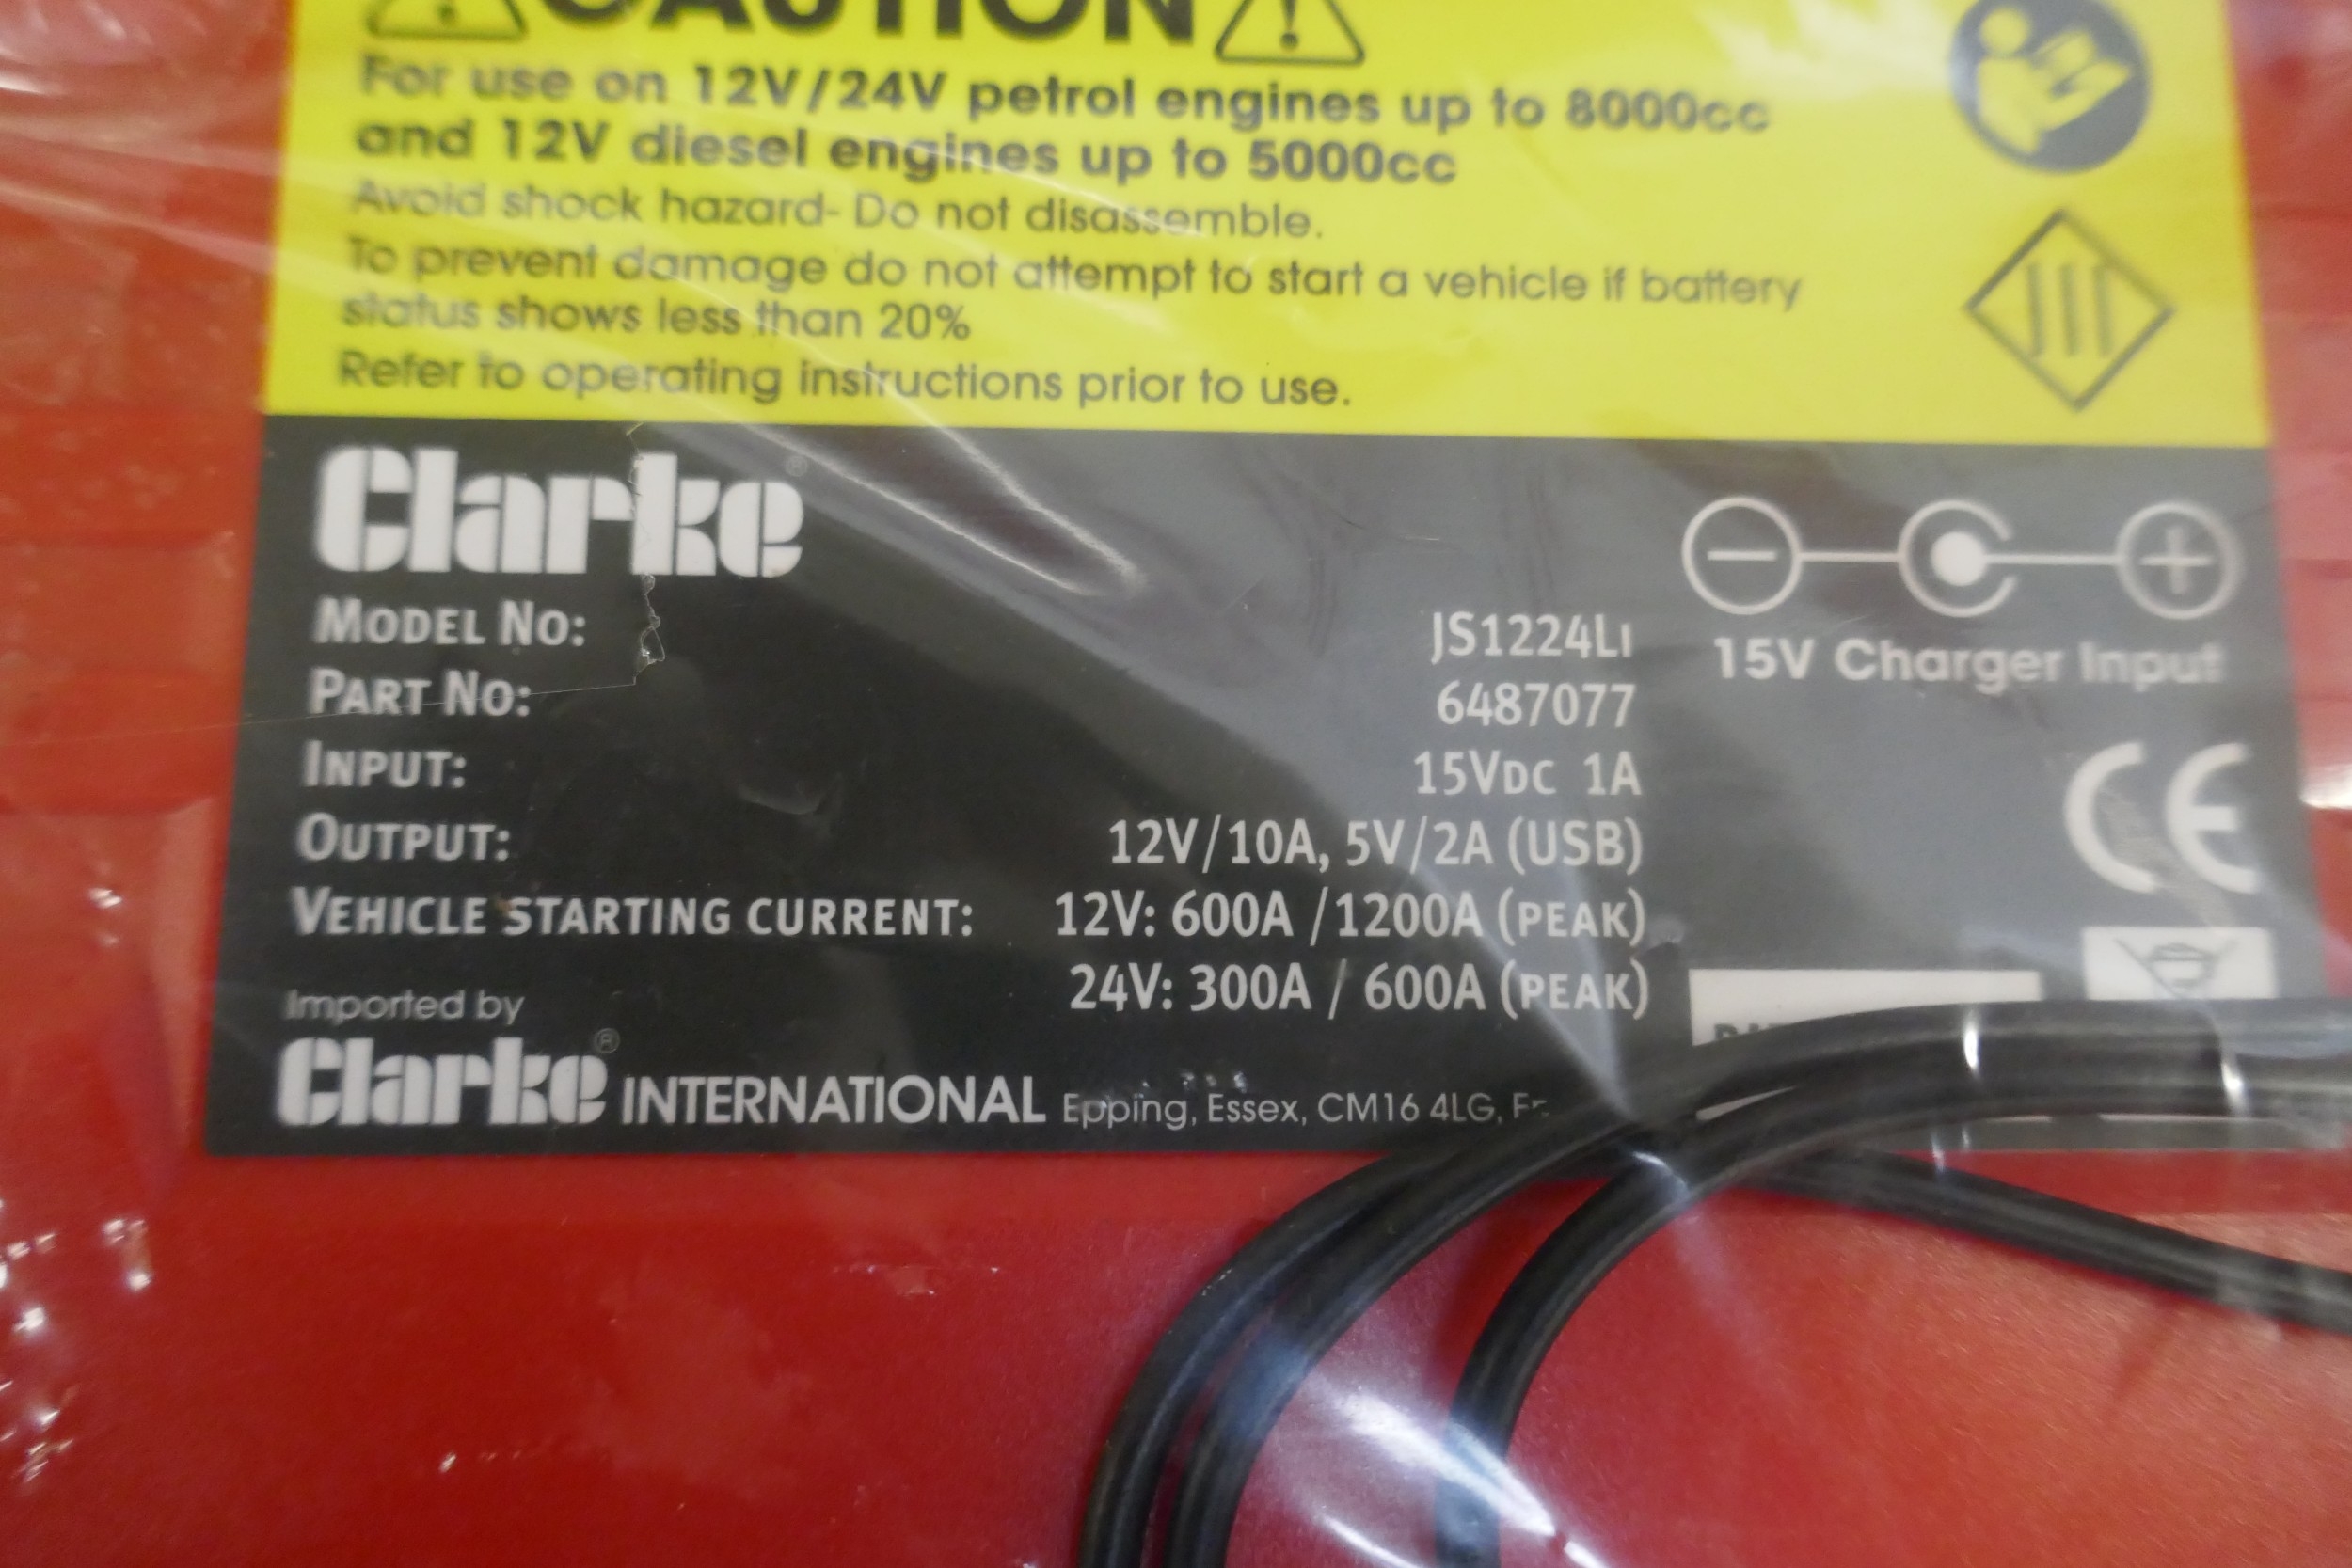 CAUTION
For use on 12V/24V petrol engines up to 8000cc
and 12V diesel engines up to 5000cc
Avoid shock hazard- Do not disassemble.
To prevent damage do not attempt to start a vehicle if battery
status shows less than 20%
Refer to operating instructions prior to use.
Clarke®
MODEL NO: JS1224Li
PART NO: 6487077
INPUT: 15VDC 1A
OUTPUT: 12V/10A, 5V/2A (USB)
VEHICLE STARTING CURRENT: 12V: 600A /1200A (PEAK)
24V: 300A / 600A (PEAK)
15V Charger Input
CE
Imported by
Clarke® INTERNATIONAL Epping, Essex, CM16 4LG,